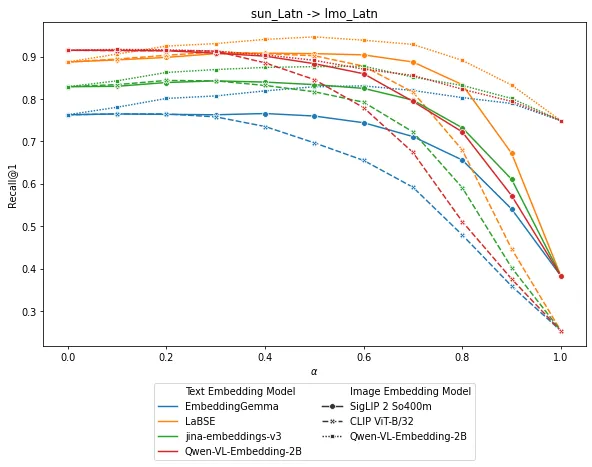 sun_Latn -> lmo_Latn
Recall@1
0.9
0.8
0.7
0.6
0.5
0.4
0.3
0.0
0.2
0.4
0.6
0.8
1.0
α
Text Embedding Model
EmbeddingGemma
LaBSE
jina-embeddings-v3
Qwen-VL-Embedding-2B
Image Embedding Model
SigLIP 2 So400m
CLIP ViT-B/32
Qwen-VL-Embedding-2B